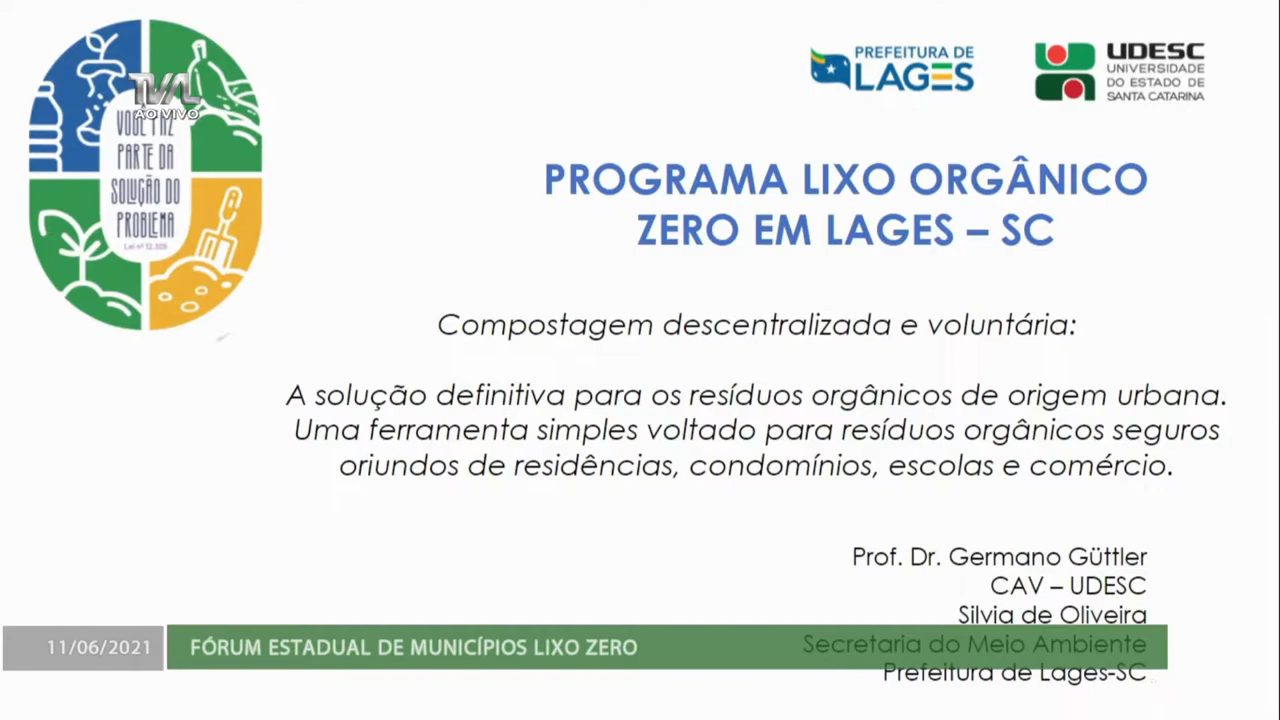 TVAL
AO VIVO
VOCÊ FAZ
PARTE DA
SOLUÇÃO DO
PROBLEMA
Lei nº 12.305
PREFEITURA DE
LAGES
UDESC
UNIVERSIDADE
DO ESTADO DE
SANTA CATARINA
PROGRAMA LIXO ORGÂNICO
ZERO EM LAGES – SC
Compostagem descentralizada e voluntária:
A solução definitiva para os resíduos orgânicos de origem urbana.
Uma ferramenta simples voltado para resíduos orgânicos seguros
oriundos de residências, condomínios, escolas e comércio.
Prof. Dr. Germano Güttler
CAV – UDESC
Silvia de Oliveira
Secretaria do Meio Ambiente
Prefeitura de Lages-SC
11/06/2021
FÓRUM ESTADUAL DE MUNICÍPIOS LIXO ZERO